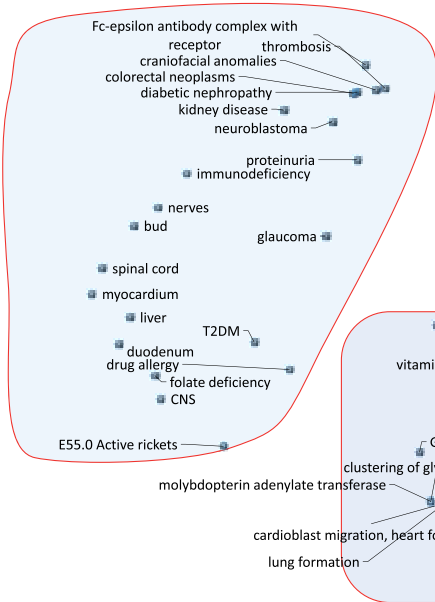 Fc-epsilon antibody complex with
receptor
thrombosis
craniofacial anomalies
colorectal neoplasms
diabetic nephropathy
kidney disease
neuroblastoma
proteinuria
immunodeficiency
nerves
bud
glaucoma
spinal cord
myocardium
liver
T2DM
duodenum
drug allergy
folate deficiency
CNS
E55.0 Active rickets
vitamin
G
clustering of gly
molybdopterin adenylate transferase
cardioblast migration, heart fo
lung formation